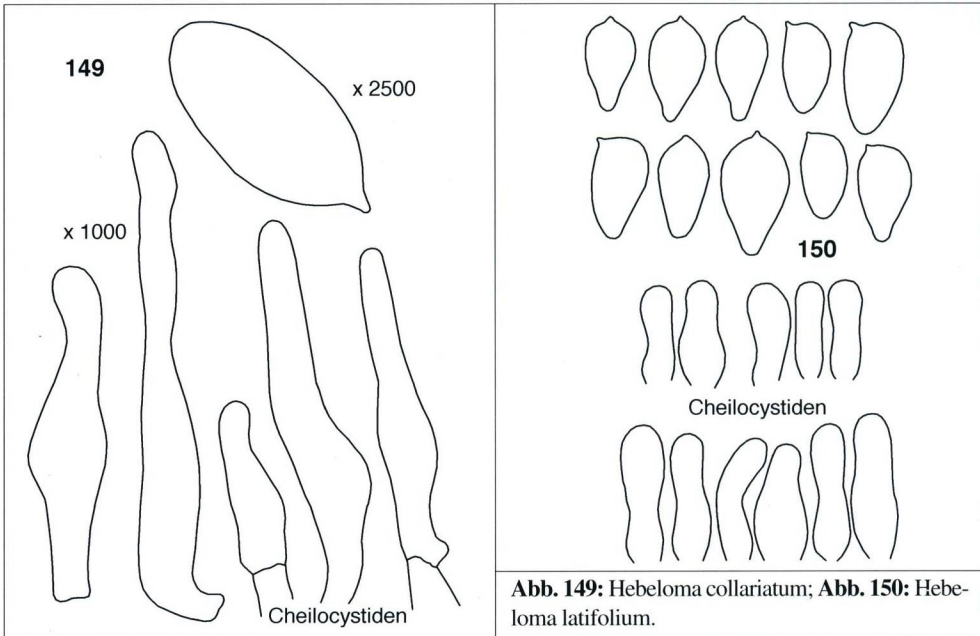 149
x 2500
x 1000
Cheilocystiden
150
Cheilocystiden
Abb. 149: Hebeloma collariatum; Abb. 150: Hebe-
loma latifolium.